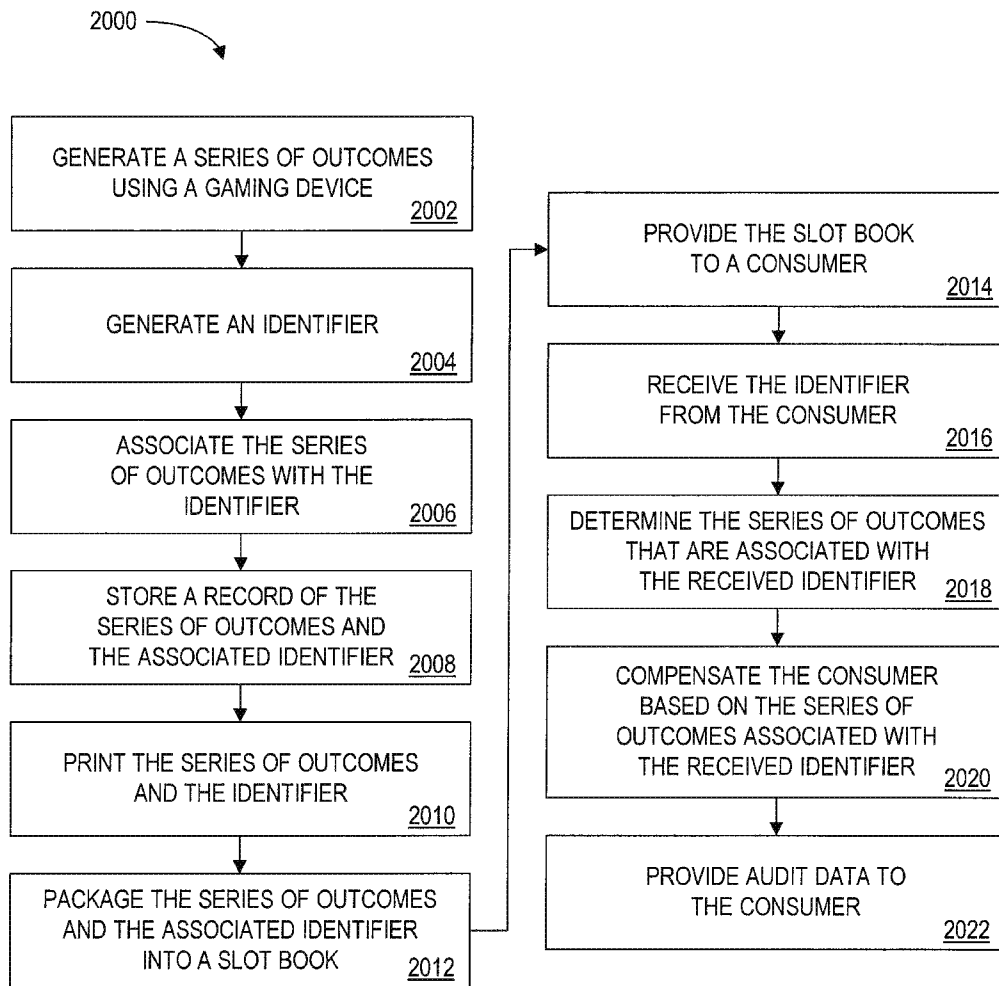 2000
GENERATE A SERIES OF OUTCOMES
USING A GAMING DEVICE
2002
GENERATE AN IDENTIFIER
2004
ASSOCIATE THE SERIES
OF OUTCOMES WITH THE
IDENTIFIER
2006
STORE A RECORD OF THE
SERIES OF OUTCOMES AND
THE ASSOCIATED IDENTIFIER
2008
PRINT THE SERIES OF OUTCOMES
AND THE IDENTIFIER
2010
PACKAGE THE SERIES OF OUTCOMES
AND THE ASSOCIATED IDENTIFIER
INTO A SLOT BOOK
2012
PROVIDE THE SLOT BOOK
TO A CONSUMER
2014
RECEIVE THE IDENTIFIER
FROM THE CONSUMER
2016
DETERMINE THE SERIES OF OUTCOMES
THAT ARE ASSOCIATED WITH
THE RECEIVED IDENTIFIER
2018
COMPENSATE THE CONSUMER
BASED ON THE SERIES OF
OUTCOMES ASSOCIATED WITH
THE RECEIVED IDENTIFIER
2020
PROVIDE AUDIT DATA TO
THE CONSUMER
2022